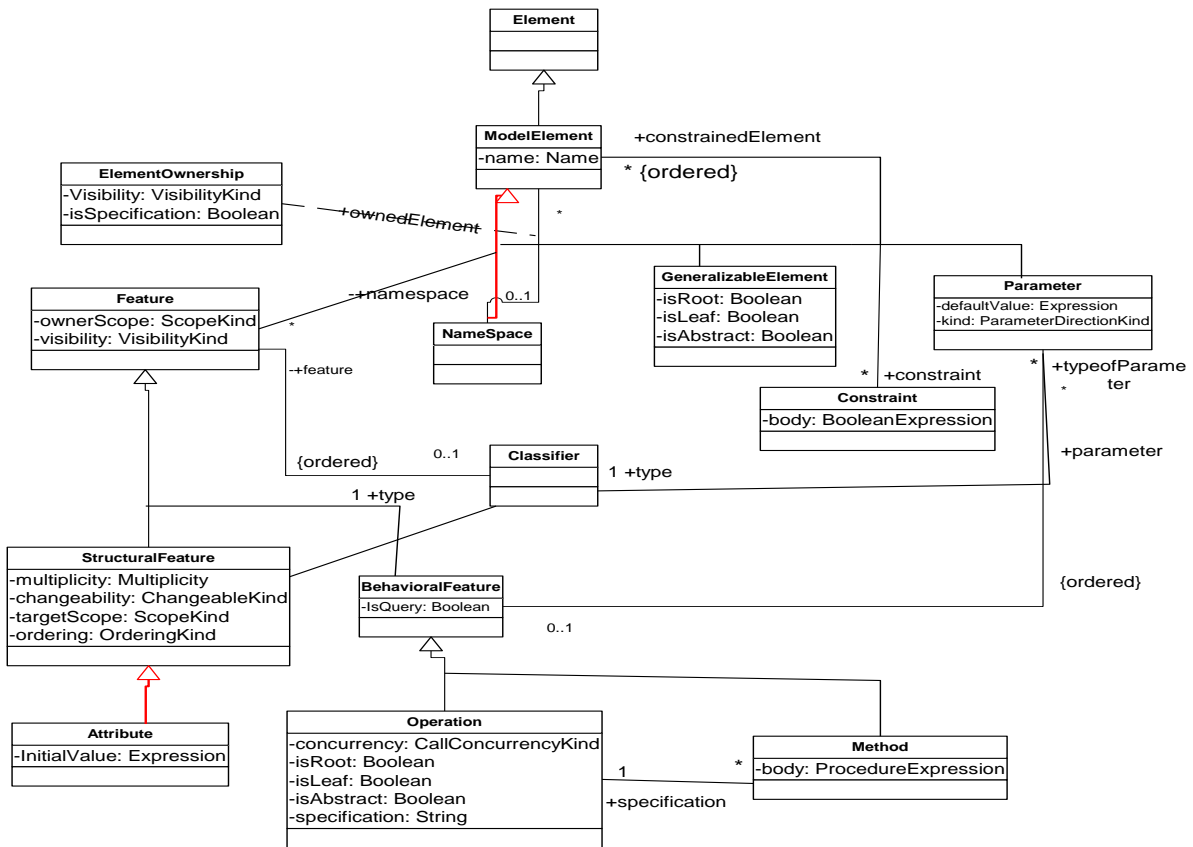 Element
ModelElement
-name: Name
+constrainedElement
* {ordered}
ElementOwnership
-Visibility: VisibilityKind
-isSpecification: Boolean
+ownedElement
*
GeneralizableElement
-isRoot: Boolean
-isLeaf: Boolean
-isAbstract: Boolean
Parameter
-defaultValue: Expression
-kind: ParameterDirectionKind
Feature
-ownerScope: ScopeKind
-visibility: VisibilityKind
-+namespace
0..1
*
NameSpace
-+feature
* +constraint
* +typeofParame
ter
*
Constraint
-body: BooleanExpression
{ordered}
0..1
Classifier
1 +type
+parameter
1 +type
StructuralFeature
-multiplicity: Multiplicity
-changeability: ChangeableKind
-targetScope: ScopeKind
-ordering: OrderingKind
BehavioralFeature
-IsQuery: Boolean
{ordered}
0..1
Attribute
-InitialValue: Expression
Operation
-concurrency: CallConcurrencyKind
-isRoot: Boolean
-isLeaf: Boolean
-isAbstract: Boolean
-specification: String
1
+specification
*
Method
-body: ProcedureExpression